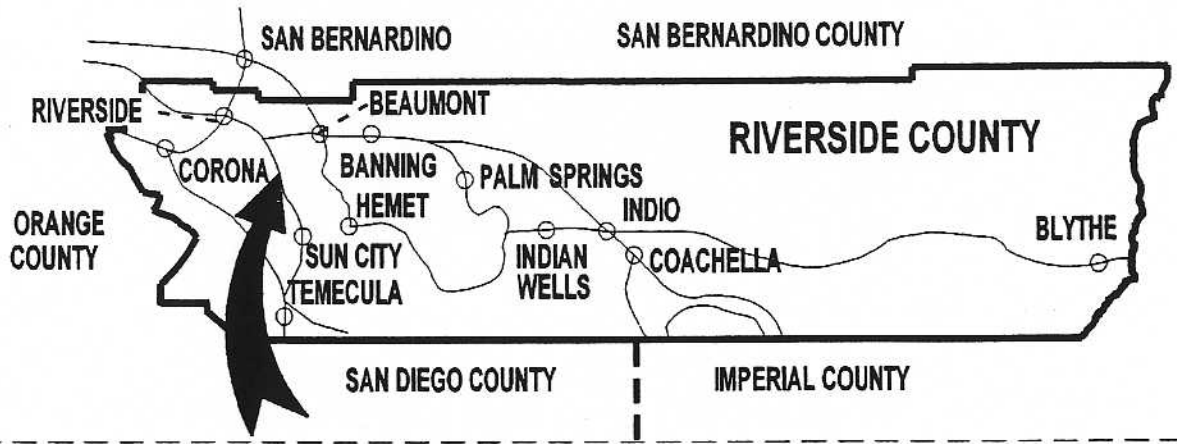 SAN BERNARDINO
SAN BERNARDINO COUNTY
RIVERSIDE
BEAUMONT
RIVERSIDE COUNTY
CORONA
BANNING
PALM SPRINGS
HEMET
ORANGE
COUNTY
INDIO
BLYTHE
SUN CITY
INDIAN
WELLS
COACHELLA
TEMECULA
SAN DIEGO COUNTY
IMPERIAL COUNTY